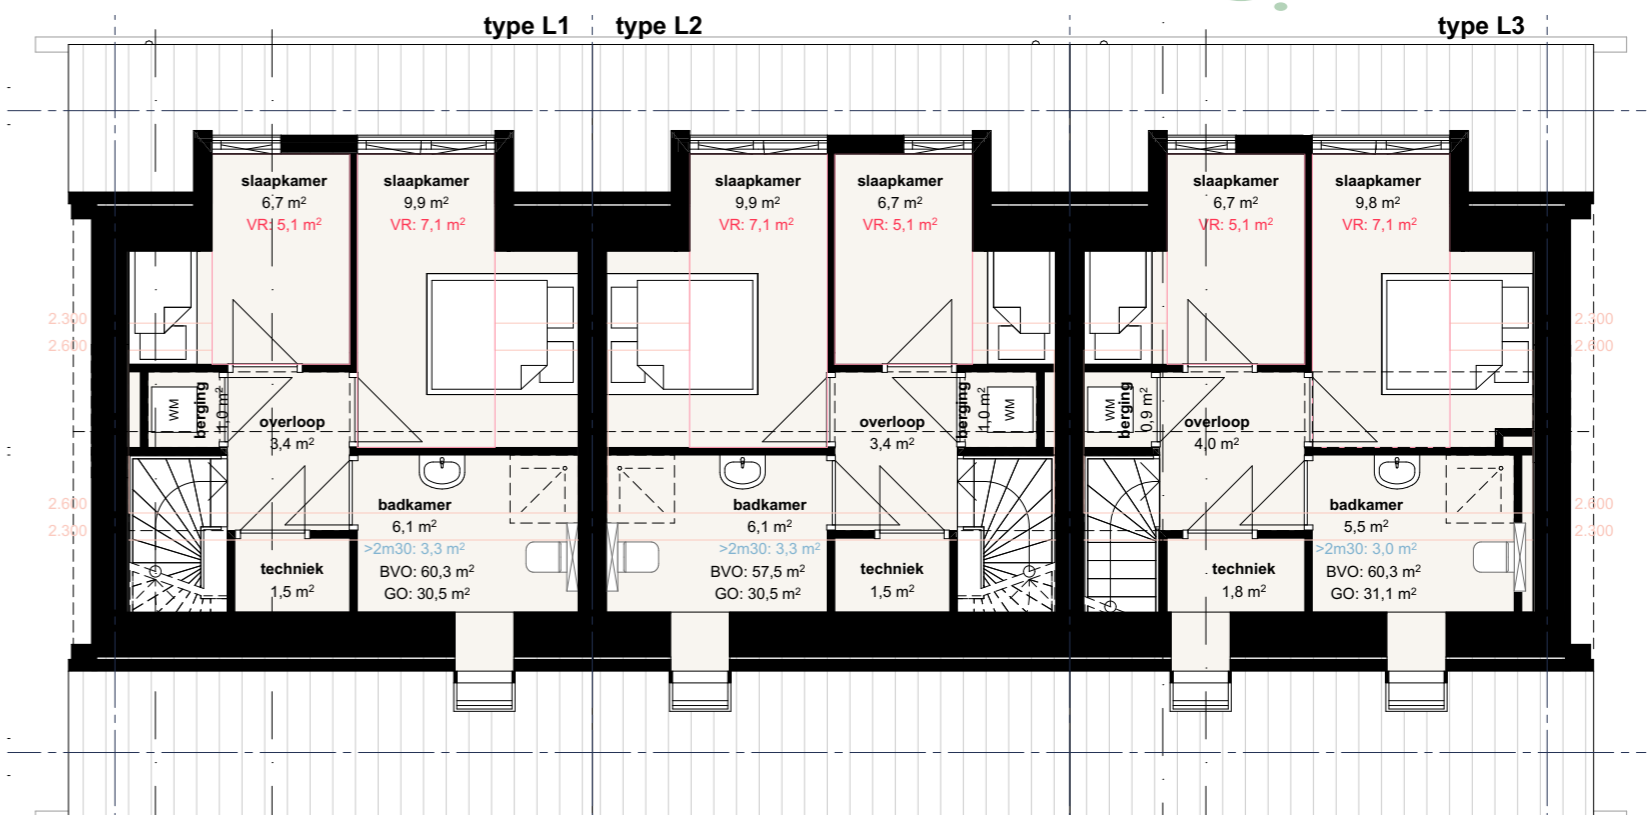 type L1
type L2
type L3
slaapkamer
6,7 m²
VR: 5,1 m²
slaapkamer
9,9 m²
VR: 7,1 m²
slaapkamer
9,9 m²
VR: 7,1 m²
slaapkamer
6,7 m²
VR: 5,1 m²
slaapkamer
6,7 m²
VR: 5,1 m²
slaapkamer
9,8 m²
VR: 7,1 m²
2.300
2.600
2.300
2.600
WM
berging
1,0 m²
overloop
3,4 m²
overloop
3,4 m²
berging
1,0 m²
WM
WM
berging
0,9 m²
overloop
4,0 m²
2.600
2.300
2.600
2.300
badkamer
6,1 m²
>2m30: 3,3 m²
BVO: 60,3 m²
GO: 30,5 m²
techniek
1,5 m²
badkamer
6,1 m²
>2m30: 3,3 m²
BVO: 57,5 m²
GO: 30,5 m²
techniek
1,5 m²
techniek
1,8 m²
badkamer
5,5 m²
>2m30: 3,0 m²
BVO: 60,3 m²
GO: 31,1 m²